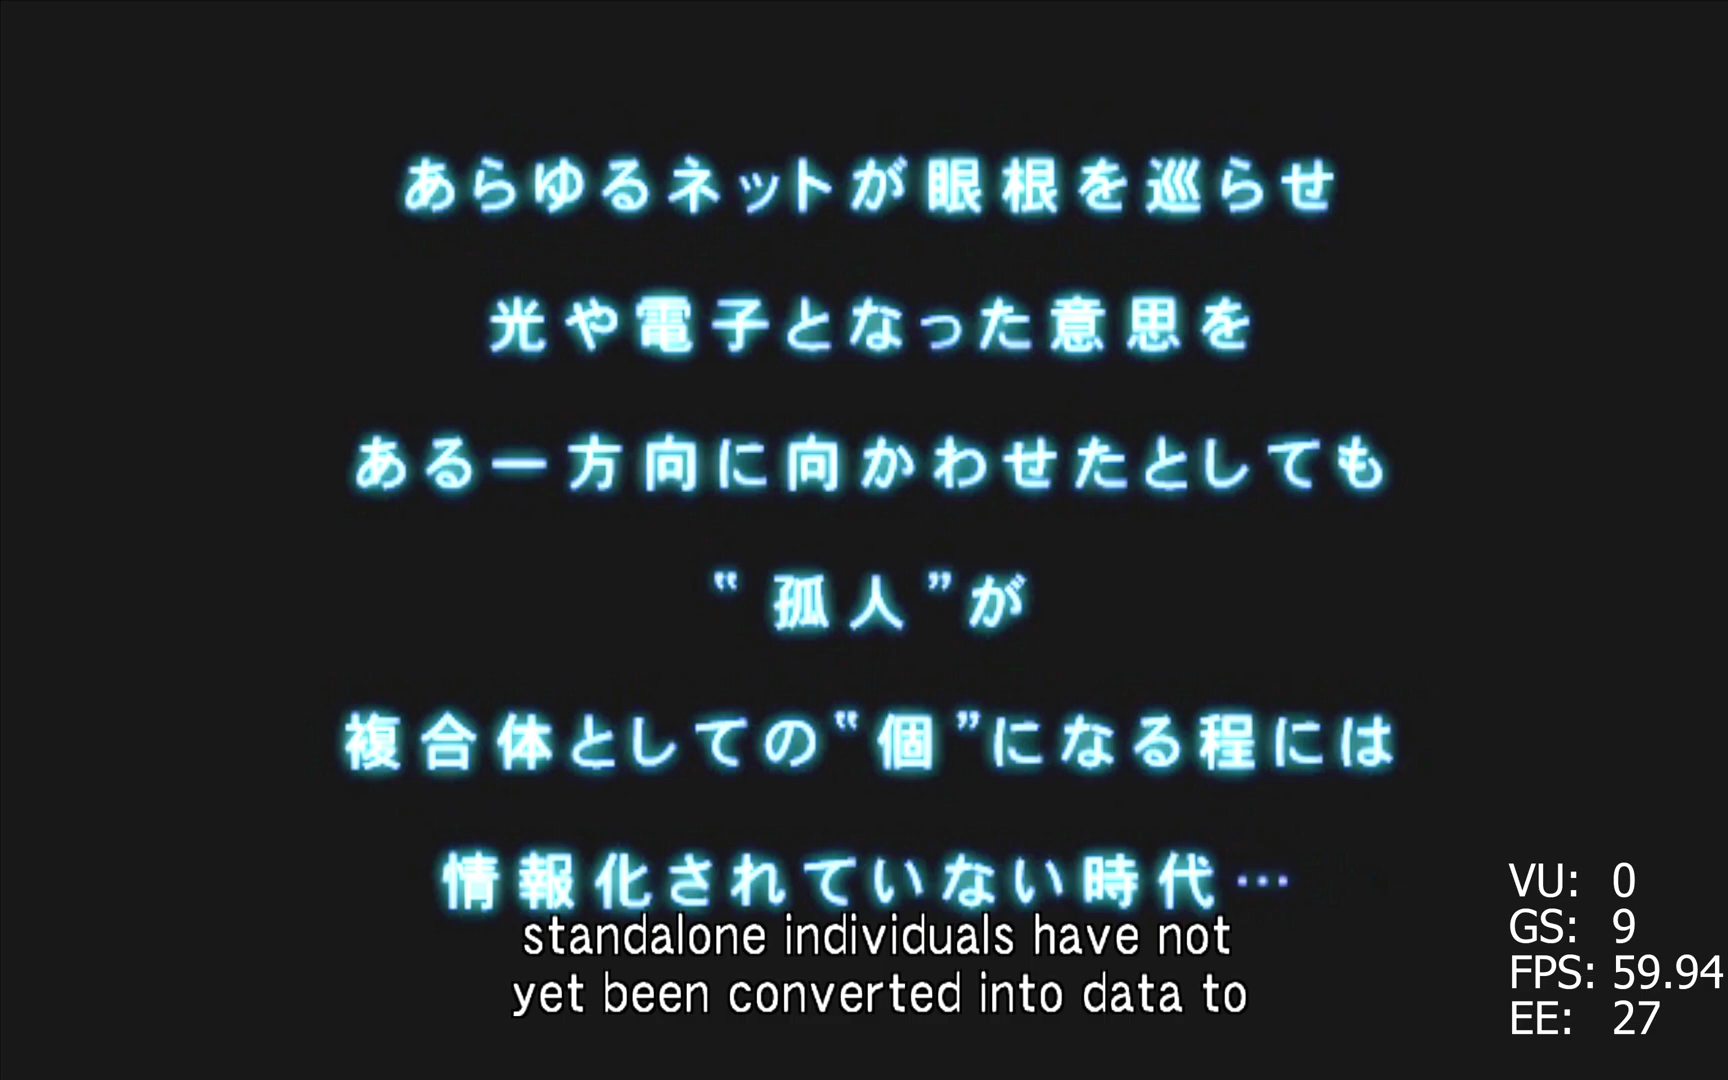 あらゆるネットが眼根を巡らせ
光や電子となった意思を
ある一方向に向かわせたとしても
“孤人”が
複合体としての“個”になる程には
情報化されていない時代…
standalone individuals have not
yet been converted into data to
VU: 0
GS: 9
FPS: 59.94
EE: 27